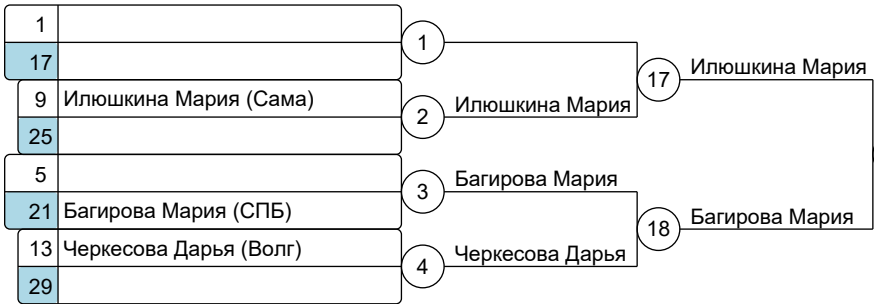 1
1
17
17
Илюшкина Мария
9 Илюшкина Мария (Сама)
2
Илюшкина Мария
25
5
3
Багирова Мария
21 Багирова Мария (СПБ)
18
Багирова Мария
13 Черкесова Дарья (Волг)
4
Черкесова Дарья
29